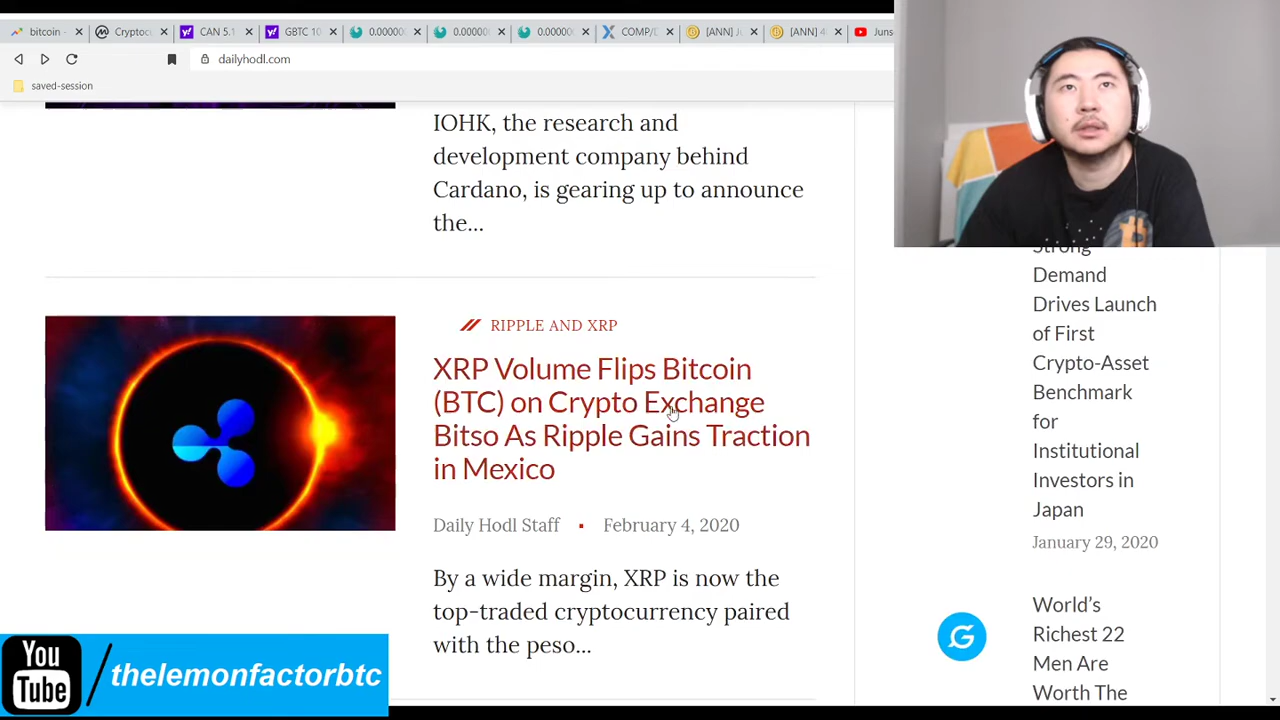 bitcoin -
Cryptoc
CAN 5.1
GBTC 10
0.00000
0.00000
0.00000
COMP/
[ANN] J
[ANN] 4
Juns
dailyhodl.com
saved-session
IOHK, the research and
development company behind
Cardano, is gearing up to announce
the...
RIPPLE AND XRP
XRP Volume Flips Bitcoin
(BTC) on Crypto Exchange
Bitso As Ripple Gains Traction
in Mexico
Daily Hodl Staff ▪ February 4, 2020
By a wide margin, XRP is now the
top-traded cryptocurrency paired
with the peso...
Strong
Demand
Drives Launch
of First
Crypto-Asset
Benchmark
for
Institutional
Investors in
Japan
January 29, 2020
World's
Richest 22
Men Are
Worth The
You
Tube
/thelemonfactorbtc